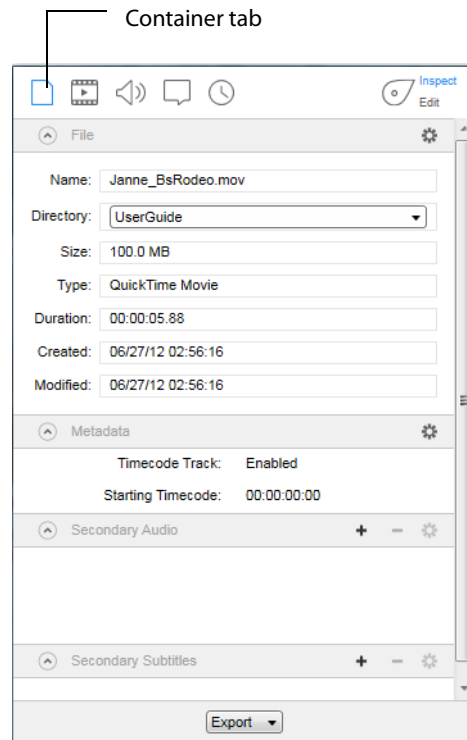 Container tab
Inspect
Edit
File
Name: Janne_BsRodeo.mov
Directory: UserGuide
Size: 100.0 MB
Type: QuickTime Movie
Duration: 00:00:05.88
Created: 06/27/12 02:56:16
Modified: 06/27/12 02:56:16
Metadata
Timecode Track: Enabled
Starting Timecode: 00:00:00:00
Secondary Audio
Secondary Subtitles
Export